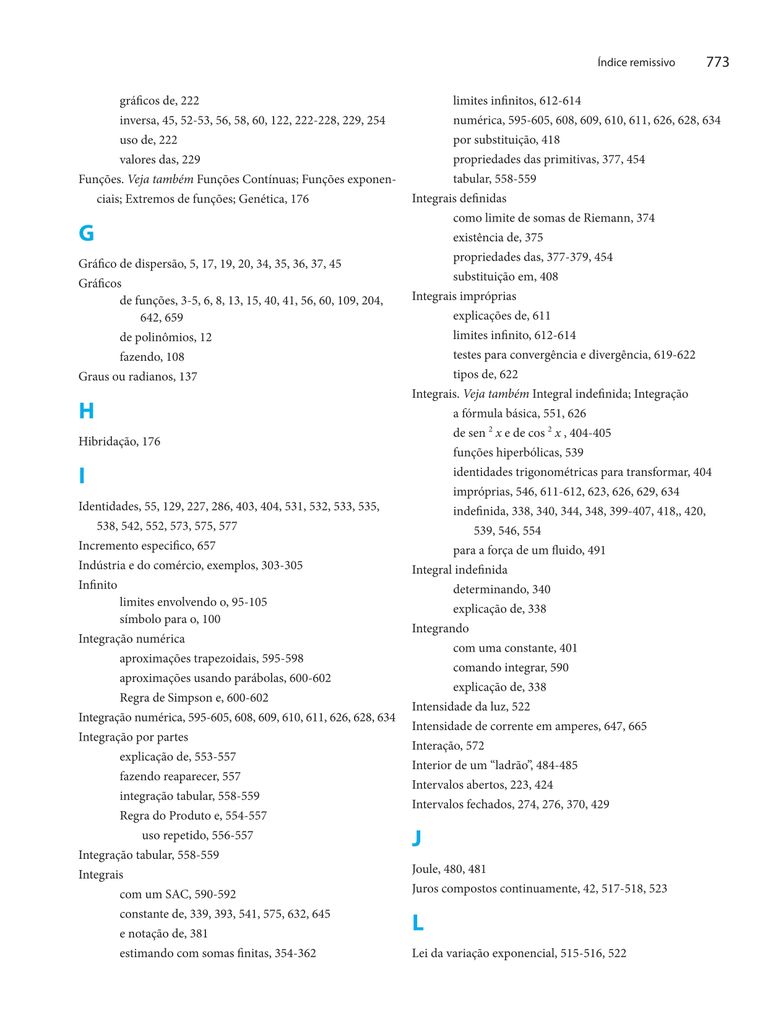 Índice remissivo 773
gráficos de, 222
inversa, 45, 52-53, 56, 58, 60, 122, 222-228, 229, 254
uso de, 222
valores das, 229
Funções. Veja também Funções Contínuas; Funções exponen-
ciais; Extremos de funções; Genética, 176
G
Gráfico de dispersão, 5, 17, 19, 20, 34, 35, 36, 37, 45
Gráficos
de funções, 3-5, 6, 8, 13, 15, 40, 41, 56, 60, 109, 204,
642, 659
de polinômios, 12
fazendo, 108
Graus ou radianos, 137
H
Hibridação, 176
I
Identidades, 55, 129, 227, 286, 403, 404, 531, 532, 533, 535,
538, 542, 552, 573, 575, 577
Incremento especifico, 657
Indústria e do comércio, exemplos, 303-305
Infinito
limites envolvendo o, 95-105
símbolo para o, 100
Integração numérica
aproximações trapezoidais, 595-598
aproximações usando parábolas, 600-602
Regra de Simpson e, 600-602
Integração numérica, 595-605, 608, 609, 610, 611, 626, 628, 634
Integração por partes
explicação de, 553-557
fazendo reaparecer, 557
integração tabular, 558-559
Regra do Produto e, 554-557
uso repetido, 556-557
Integração tabular, 558-559
Integrais
com um SAC, 590-592
constante de, 339, 393, 541, 575, 632, 645
e notação de, 381
estimando com somas finitas, 354-362
limites infinitos, 612-614
numérica, 595-605, 608, 609, 610, 611, 626, 628, 634
por substituição, 418
propriedades das primitivas, 377, 454
tabular, 558-559
Integrais definidas
como limite de somas de Riemann, 374
existência de, 375
propriedades das, 377-379, 454
substituição em, 408
Integrais impróprias
explicações de, 611
limites infinito, 612-614
testes para convergência e divergência, 619-622
tipos de, 622
Integrais. Veja também Integral indefinida; Integração
a fórmula básica, 551, 626
de sen ² x e de cos ² x , 404-405
funções hiperbólicas, 539
identidades trigonométricas para transformar, 404
impróprias, 546, 611-612, 623, 626, 629, 634
indefinida, 338, 340, 344, 348, 399-407, 418,, 420,
539, 546, 554
para a força de um fluido, 491
Integral indefinida
determinando, 340
explicação de, 338
Integrando
com uma constante, 401
comando integrar, 590
explicação de, 338
Intensidade da luz, 522
Intensidade de corrente em amperes, 647, 665
Interação, 572
Interior de um “ladrão”, 484-485
Intervalos abertos, 223, 424
Intervalos fechados, 274, 276, 370, 429
J
Joule, 480, 481
Juros compostos continuamente, 42, 517-518, 523
L
Lei da variação exponencial, 515-516, 522